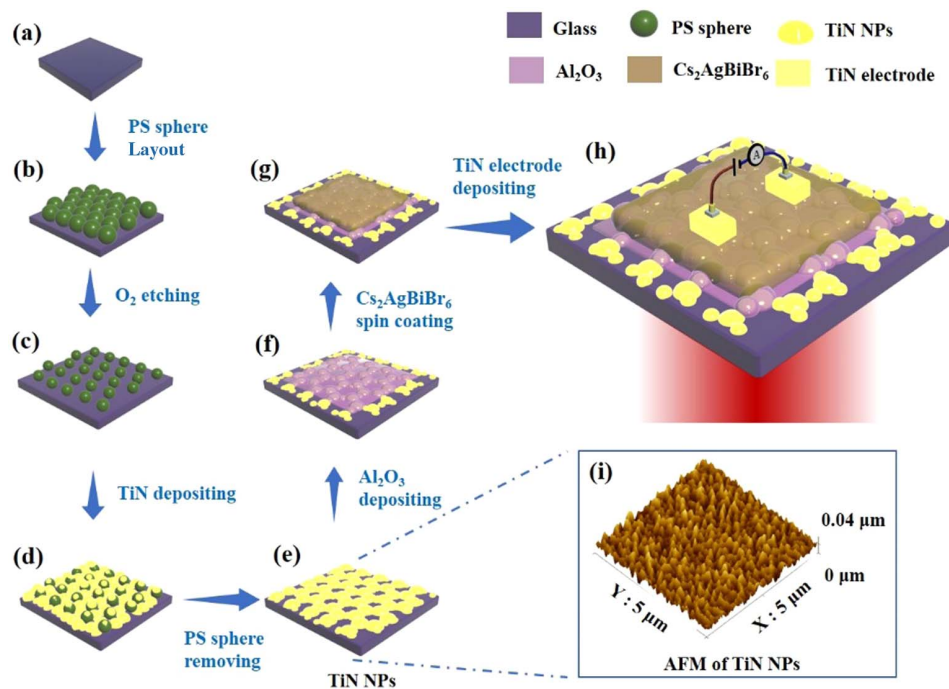 (a)
Glass
PS sphere
TiN NPs
Al₂O₃
Cs₂AgBiBr₆
TiN electrode
PS sphere
Layout
(b)
(g)
TiN electrode
depositing
(h)
A
O₂ etching
Cs₂AgBiBr₆
spin coating
(c)
(f)
TiN depositing
Al₂O₃
depositing
(i)
0.04 µm
0 µm
Y : 5 µm
X : 5 µm
AFM of TiN NPs
(d)
(e)
PS sphere
removing
TiN NPs